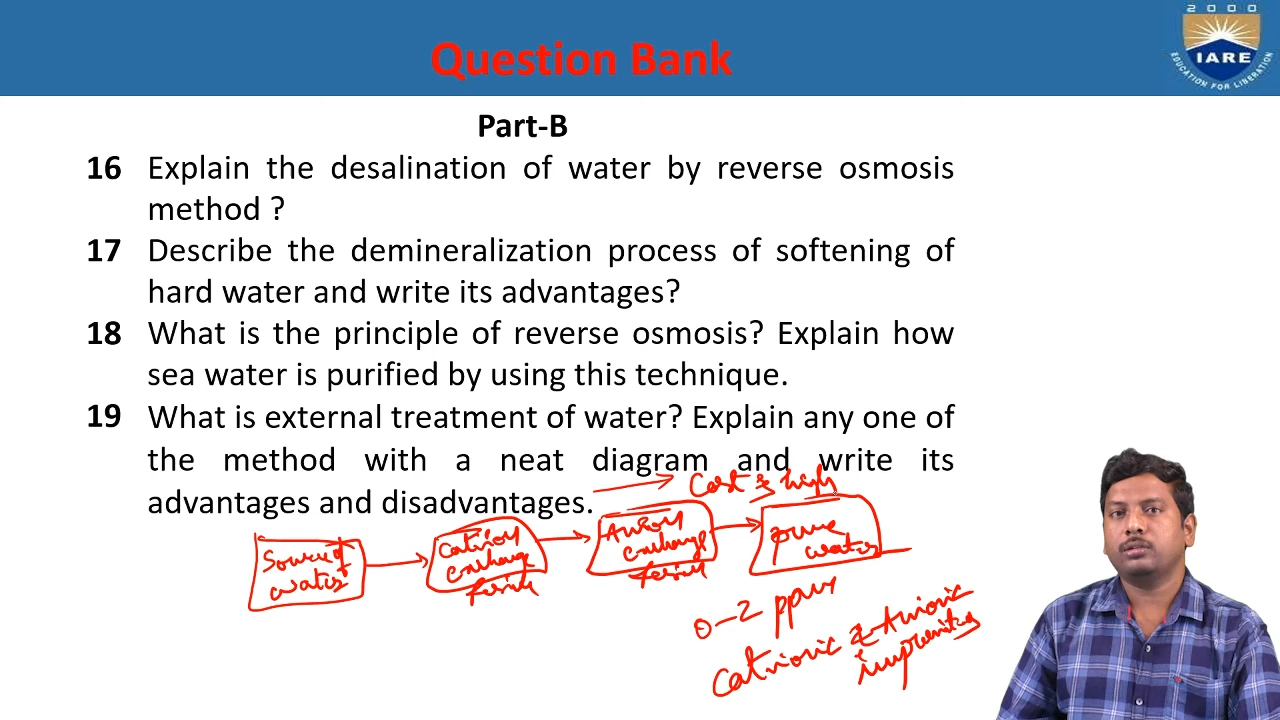 Question Bank
2000
IARE
EDUCATION FOR LIBERATION
Part-B
16 Explain the desalination of water by reverse osmosis
method ?
17 Describe the demineralization process of softening of
hard water and write its advantages?
18 What is the principle of reverse osmosis? Explain how
sea water is purified by using this technique.
19 What is external treatment of water? Explain any one of
the method with a neat diagram and write its
advantages and disadvantages.
Cost is high
Source of
water
Cation
exchange
resin
Anion
exchange
resin
pure
water
0-2 ppm
Cationic & Anionic
impurities